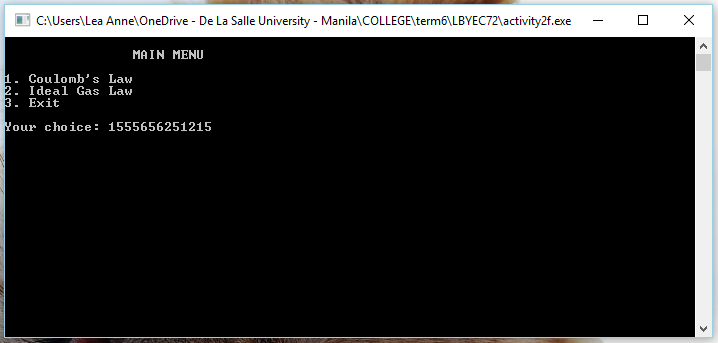 C:\Users\Lea Anne\OneDrive - De La Salle University - Manila\COLLEGE\term6\LBYEC72\activity2f.exe
MAIN MENU
1. Coulomb's Law
2. Ideal Gas Law
3. Exit
Your choice: 1555656251215